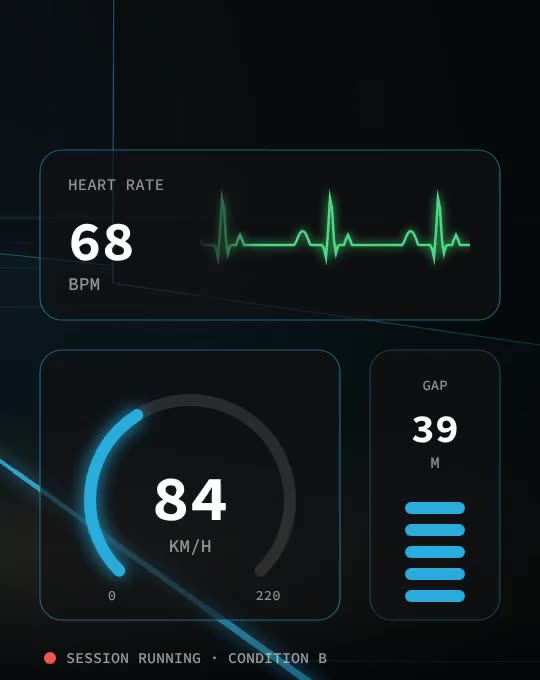 HEART RATE
68
BPM
GAP
39
M
84
KM/H
0 220
SESSION RUNNING · CONDITION B